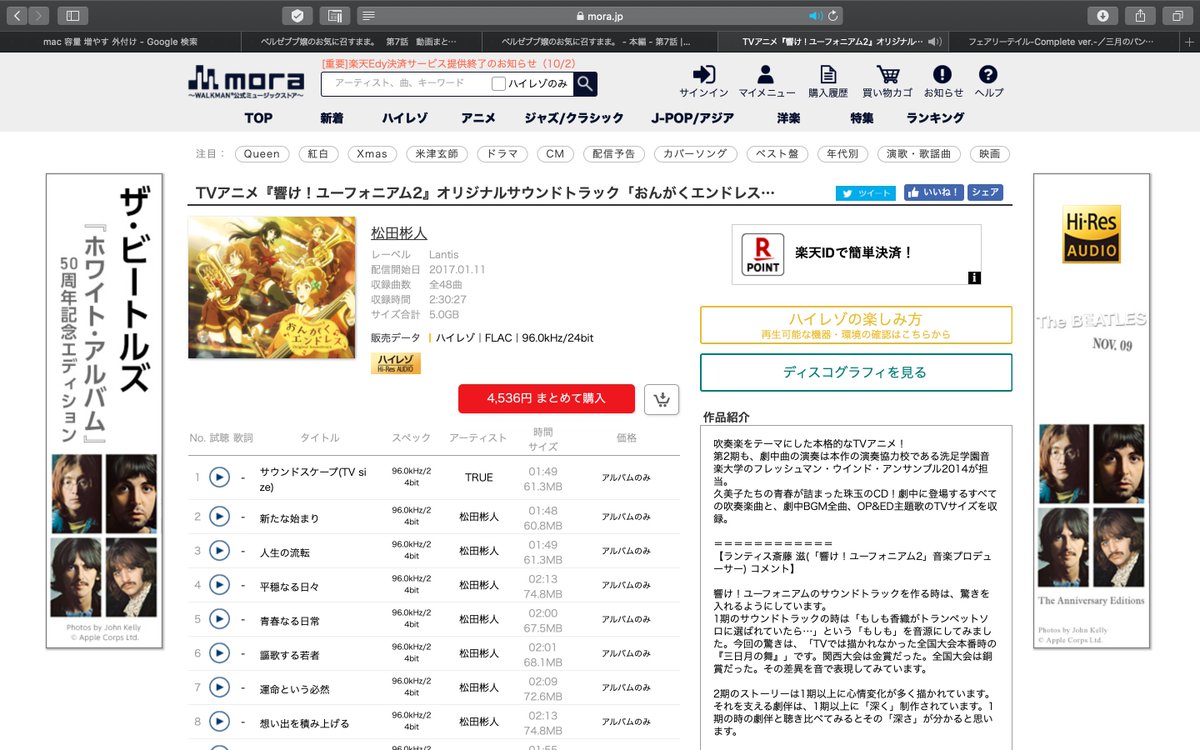 mora.jp
mac 容量 増やす 外付け - Google 検索
ベルゼブブ嬢のお気に召すまま。 第7話 動画まと…
ベルゼブブ嬢のお気に召すまま。 - 本編 - 第7話 |...
TVアニメ『響け！ユーフォニアム2』オリジナル…
フェアリーテイル-Complete ver.-／三月のパン…
mora
〜WALKMAN®公式ミュージックストア〜
[重要]楽天Edy決済サービス提供終了のお知らせ（10/2）
アーティスト、曲、キーワード
ハイレゾのみ
サインイン マイメニュー 購入履歴 買い物カゴ お知らせ ヘルプ
TOP 新着 ハイレゾ アニメ ジャズ/クラシック J-POP/アジア 洋楽 特集 ランキング
注目： Queen 紅白 Xmas 米津玄師 ドラマ CM 配信予告 カバーソング ベスト盤 年代別 演歌・歌謡曲 映画
ザ・ビートルズ
『ホワイト・アルバム』
50周年記念エディション
Photos by John Kelly
© Apple Corps Ltd.
TVアニメ『響け！ユーフォニアム2』オリジナルサウンドトラック「おんがくエンドレス…
ツイート
いいね！
シェア
おんがく
エンドレス
松田彬人
レーベル Lantis
配信開始日 2017.01.11
収録曲数 全48曲
収録時間 2:30:27
サイズ合計 5.0GB
販売データ ハイレゾ | FLAC | 96.0kHz/24bit
ハイレゾ
Hi-Res AUDIO
4,536円 まとめて購入
No. 試聴 歌詞 タイトル スペック アーティスト 時間 サイズ 価格
1 - サウンドスケープ(TV size) 96.0kHz/24bit TRUE 01:49 61.3MB アルバムのみ
2 - 新たな始まり 96.0kHz/24bit 松田彬人 01:48 60.8MB アルバムのみ
3 - 人生の流転 96.0kHz/24bit 松田彬人 01:49 61.3MB アルバムのみ
4 - 平穏なる日々 96.0kHz/24bit 松田彬人 02:13 74.8MB アルバムのみ
5 - 青春なる日常 96.0kHz/24bit 松田彬人 02:00 67.5MB アルバムのみ
6 - 謳歌する若者 96.0kHz/24bit 松田彬人 02:01 68.1MB アルバムのみ
7 - 運命という必然 96.0kHz/24bit 松田彬人 02:09 72.6MB アルバムのみ
8 - 想い出を積み上げる 96.0kHz/24bit 松田彬人 02:13 74.8MB アルバムのみ
96.0kHz/2 01:55
R
POINT
楽天IDで簡単決済！
i
ハイレゾの楽しみ方
再生可能な機器・環境の確認はこちらから
ディスコグラフィを見る
作品紹介
吹奏楽をテーマにした本格的なTVアニメ！
第2期も、劇中曲の演奏は本作の演奏協力校である洗足学園音
楽大学のフレッシュマン・ウインド・アンサンブル2014が担
当。
久美子たちの青春が詰まった珠玉のCD！劇中に登場するすべて
の吹奏楽曲と、劇中BGM全曲、OP&ED主題歌のTVサイズを収
録。
＝＝＝＝＝＝＝＝＝＝＝＝
【ランティス斎藤 滋(「響け！ユーフォニアム2」音楽プロデュ
ーサー) コメント】
響け！ユーフォニアムのサウンドトラックを作る時は、驚きを
入れるようにしています。
1期のサウンドトラックの時は「もしも香織がトランペットソ
ロに選ばれていたら…」という「もしも」を音源にしてみまし
た。今回の驚きは、「TVでは描かれなかった全国大会本番時の
『三日月の舞』」です。関西大会は金賞だった。全国大会は銅
賞だった。その差異を音で表現してみています。
2期のストーリーは1期以上に心情変化が多く描かれています。
それを支える劇伴は、1期以上に「深く」制作されています。1
期の時の劇伴と聴き比べてみるとその「深さ」が分かると思い
ます。
Hi-Res
AUDIO
The BEATLES
NOV. 09
The Anniversary Editions
Photos by John Kelly
© Apple Corps Ltd.